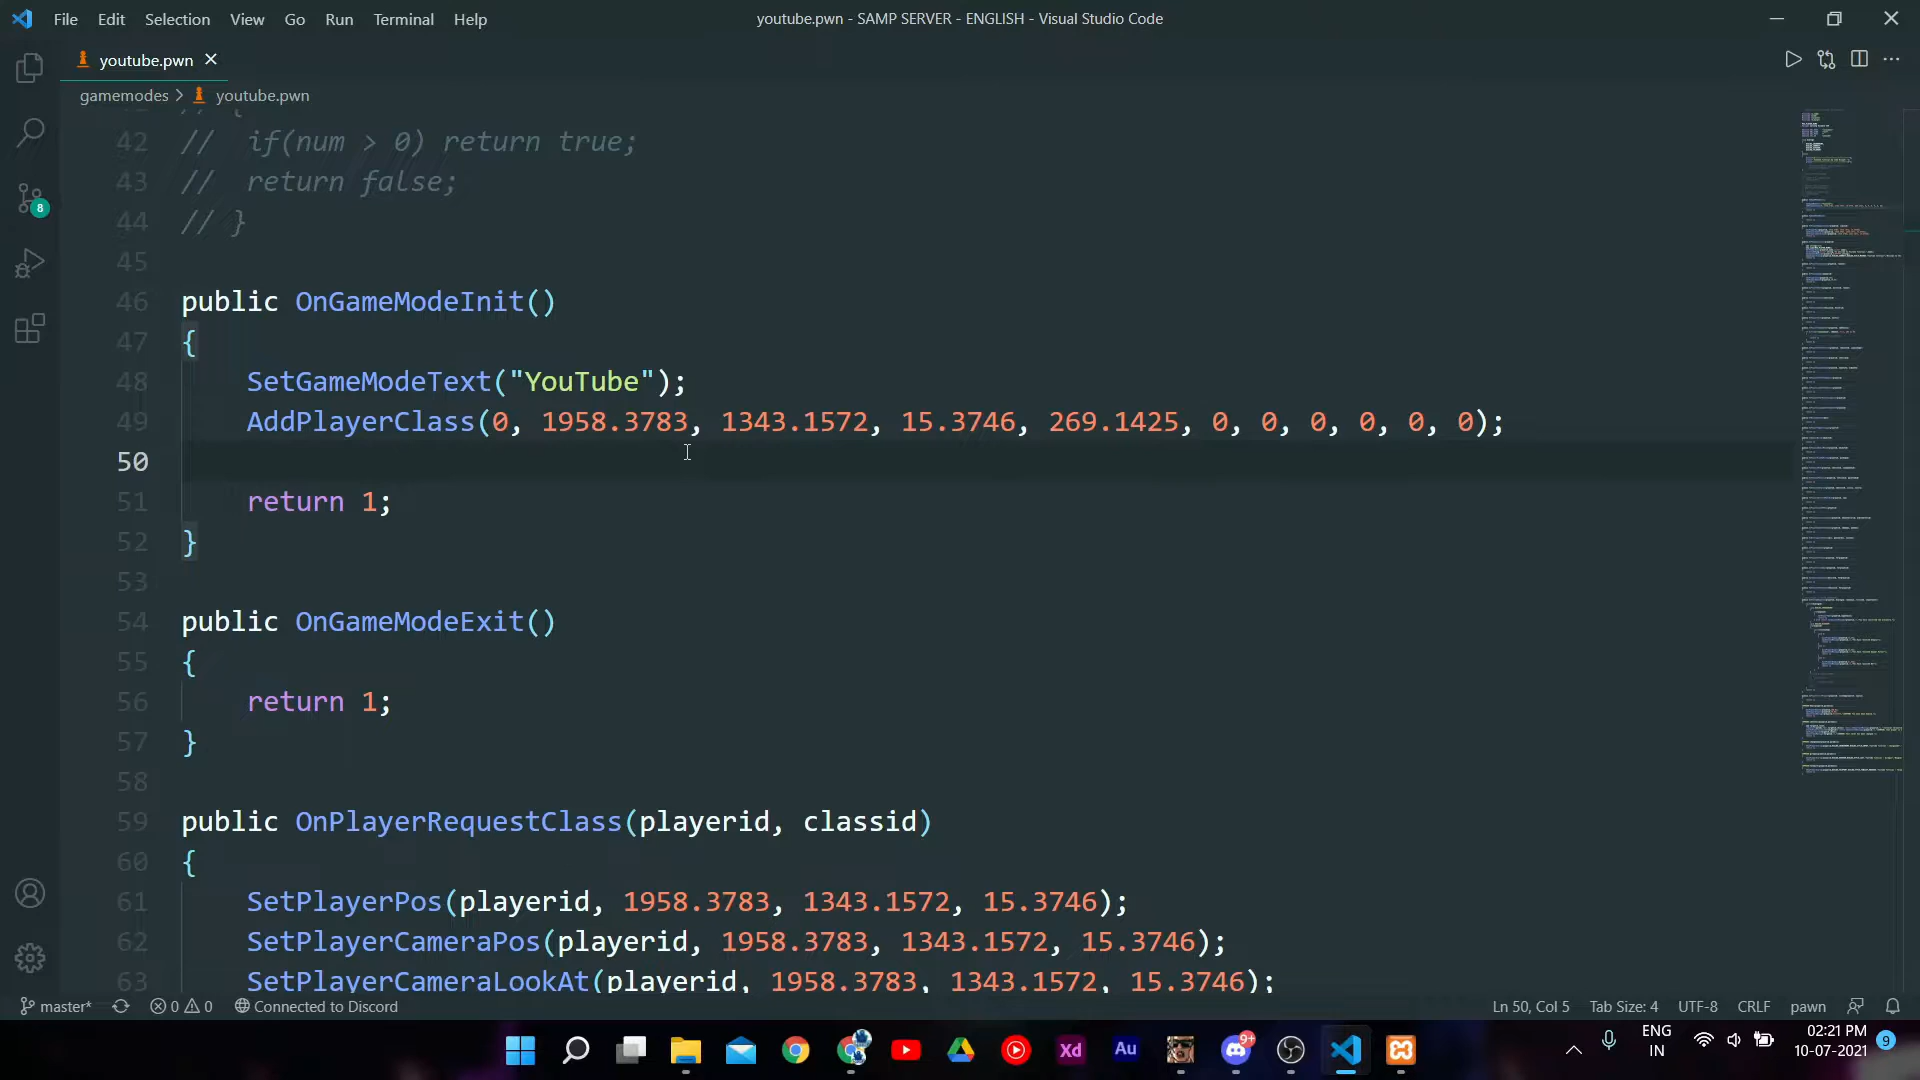 File Edit Selection View Go Run Terminal Help
youtube.pwn - SAMP SERVER - ENGLISH - Visual Studio Code
youtube.pwn
gamemodes > youtube.pwn
42 //  if(num > 0) return true;
43 //  return false;
44 // }
45
46 public OnGameModeInit()
47 {
48     SetGameModeText("YouTube");
49     AddPlayerClass(0, 1958.3783, 1343.1572, 15.3746, 269.1425, 0, 0, 0, 0, 0, 0);
50
51     return 1;
52 }
53
54 public OnGameModeExit()
55 {
56     return 1;
57 }
58
59 public OnPlayerRequestClass(playerid, classid)
60 {
61     SetPlayerPos(playerid, 1958.3783, 1343.1572, 15.3746);
62     SetPlayerCameraPos(playerid, 1958.3783, 1343.1572, 15.3746);
63     SetPlayerCameraLookAt(playerid, 1958.3783, 1343.1572, 15.3746);
8
master* 0 0 Connected to Discord
Ln 50, Col 5 Tab Size: 4 UTF-8 CRLF pawn
Xd Au 9+
ENG
IN
02:21 PM
10-07-2021
9